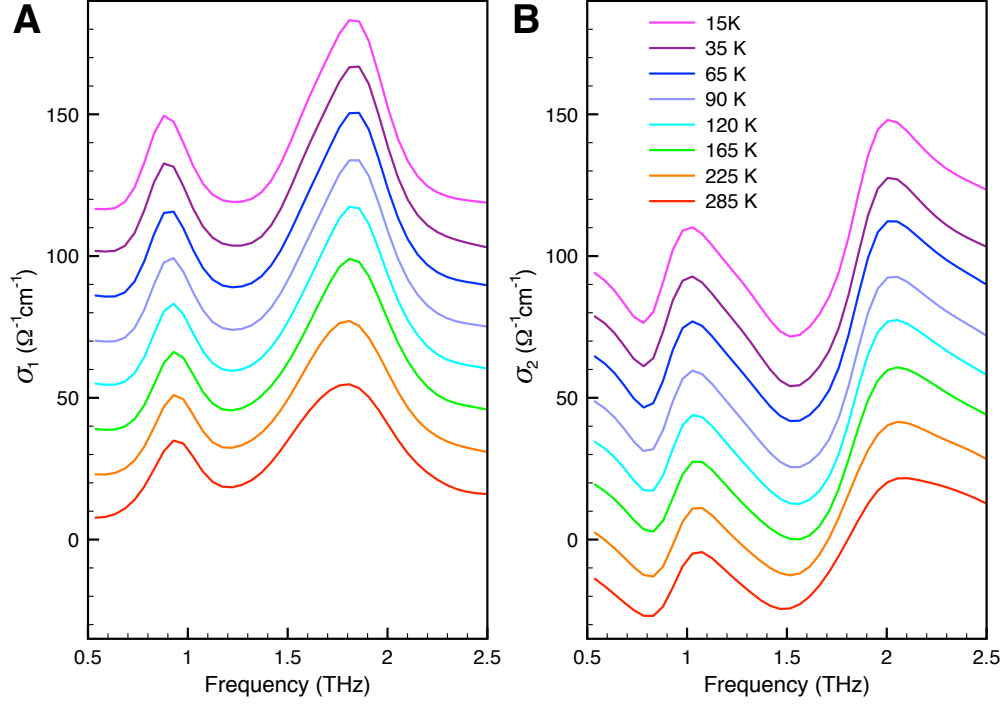 A
σ₁ (Ω⁻¹cm⁻¹)
150
100
50
0
0.5 1 1.5 2 2.5
Frequency (THz)
B
15K
35 K
65 K
90 K
120 K
165 K
225 K
285 K
σ₂ (Ω⁻¹cm⁻¹)
150
100
50
0
0.5 1 1.5 2 2.5
Frequency (THz)